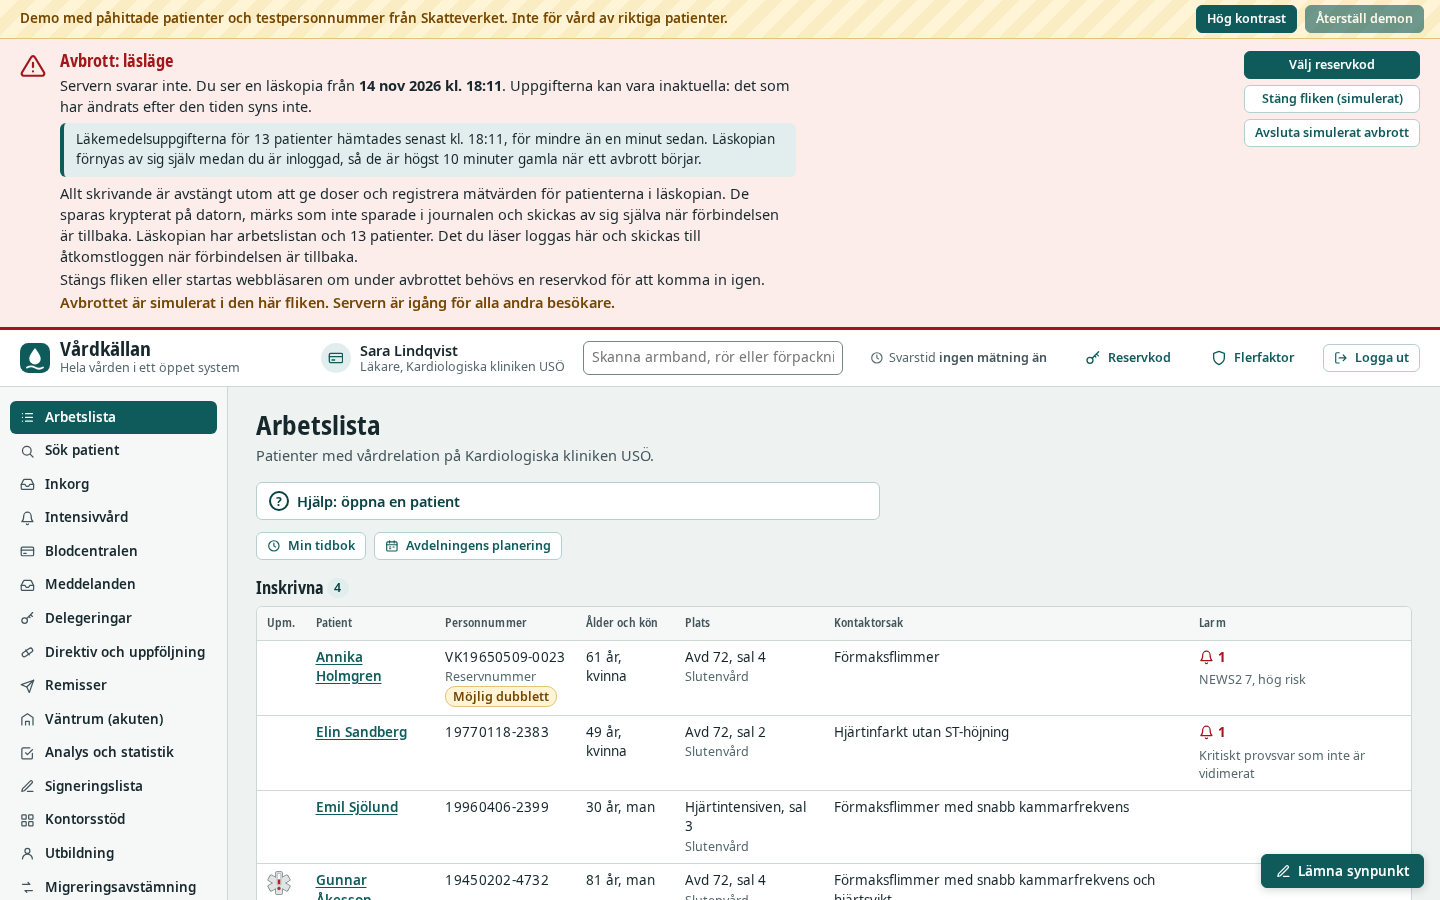 Demo med påhittade patienter och testpersonnummer från Skatteverket. Inte för vård av riktiga patienter.
Hög kontrast
Återställ demon
Avbrott: läsläge
Servern svarar inte. Du ser en läskopia från 14 nov 2026 kl. 18:11. Uppgifterna kan vara inaktuella: det som
har ändrats efter den tiden syns inte.
Läkemedelsuppgifterna för 13 patienter hämtades senast kl. 18:11, för mindre än en minut sedan. Läskopian
förnyas av sig själv medan du är inloggad, så de är högst 10 minuter gamla när ett avbrott börjar.
Allt skrivande är avstängt utom att ge doser och registrera mätvärden för patienterna i läskopian. De
sparas krypterat på datorn, märks som inte sparade i journalen och skickas av sig själva när förbindelsen
är tillbaka. Läskopian har arbetslistan och 13 patienter. Det du läser loggas här och skickas till
åtkomstloggen när förbindelsen är tillbaka.
Stängs fliken eller startas webbläsaren om under avbrottet behövs en reservkod för att komma in igen.
Avbrottet är simulerat i den här fliken. Servern är igång för alla andra besökare.
Välj reservkod
Stäng fliken (simulerat)
Avsluta simulerat avbrott
Vårdkällan
Hela vården i ett öppet system
Sara Lindqvist
Läkare, Kardiologiska kliniken USÖ
Skanna armband, rör eller förpackni
Svarstid ingen mätning än
Reservkod
Flerfaktor
Logga ut
Arbetslista
Sök patient
Inkorg
Intensivvård
Blodcentralen
Meddelanden
Delegeringar
Direktiv och uppföljning
Remisser
Väntrum (akuten)
Analys och statistik
Signeringslista
Kontorsstöd
Utbildning
Migreringsavstämning
Arbetslista
Patienter med vårdrelation på Kardiologiska kliniken USÖ.
? Hjälp: öppna en patient
Min tidbok
Avdelningens planering
Inskrivna 4
Upm. Patient Personnummer Ålder och kön Plats Kontaktorsak Larm
Annika Holmgren VK19650509-0023 Reservnummer Möjlig dubblett 61 år, kvinna Avd 72, sal 4 Slutenvård Förmaksflimmer 1 NEWS2 7, hög risk
Elin Sandberg 19770118-2383 49 år, kvinna Avd 72, sal 2 Slutenvård Hjärtinfarkt utan ST-höjning 1 Kritiskt provsvar som inte är vidimerat
Emil Sjölund 19960406-2399 30 år, man Hjärtintensiven, sal 3 Slutenvård Förmaksflimmer med snabb kammarfrekvens
Gunnar Åkesson 19450202-4732 81 år, man Avd 72, sal 4 Slutenvård Förmaksflimmer med snabb kammarfrekvens och hjärtsvikt
Lämna synpunkt